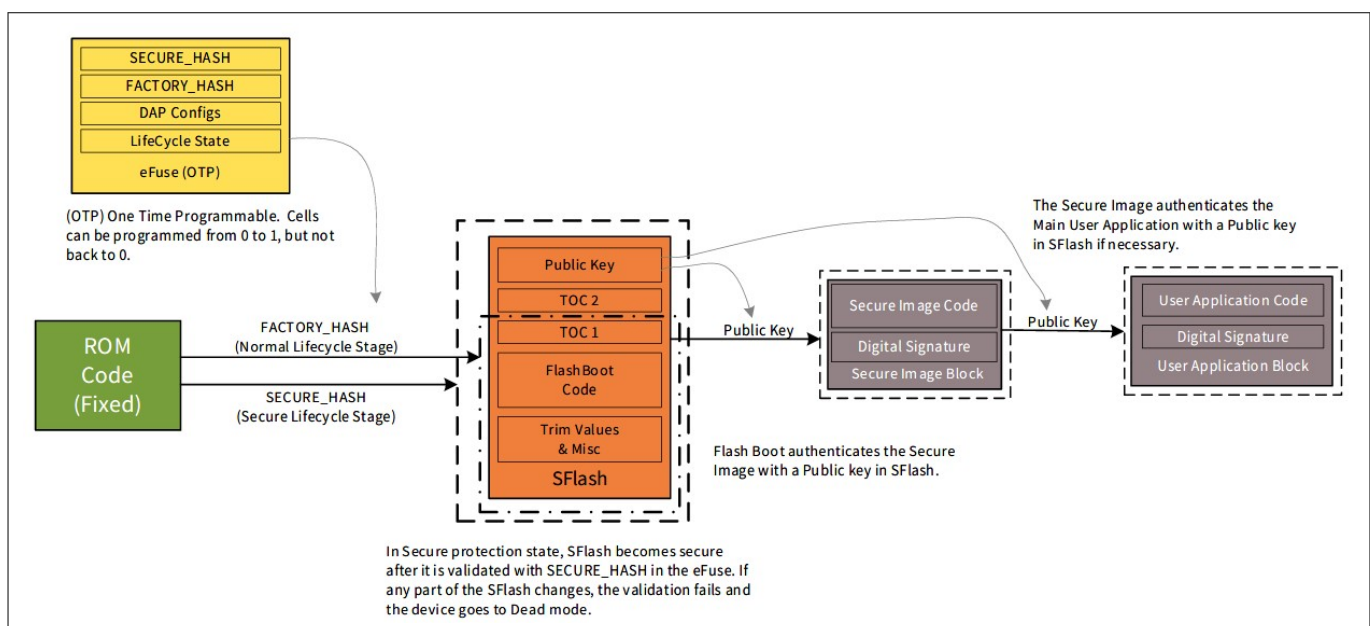 SECURE_HASH
FACTORY_HASH
DAP Configs
LifeCycle State
eFuse (OTP)
(OTP) One Time Programmable. Cells
can be programmed from 0 to 1, but not
back to 0.
ROM
Code
(Fixed)
FACTORY_HASH
(Normal Lifecycle Stage)
SECURE_HASH
(Secure Lifecycle Stage)
Public Key
TOC 2
TOC 1
FlashBoot
Code
Trim Values
& Misc
SFlash
In Secure protection state, SFlash becomes secure
after it is validated with SECURE_HASH in the eFuse. If
any part of the SFlash changes, the validation fails and
the device goes to Dead mode.
Public Key
Secure Image Code
Digital Signature
Secure Image Block
Flash Boot authenticates the Secure
Image with a Public key in SFlash.
The Secure Image authenticates the
Main User Application with a Public key
in SFlash if necessary.
Public Key
User Application Code
Digital Signature
User Application Block